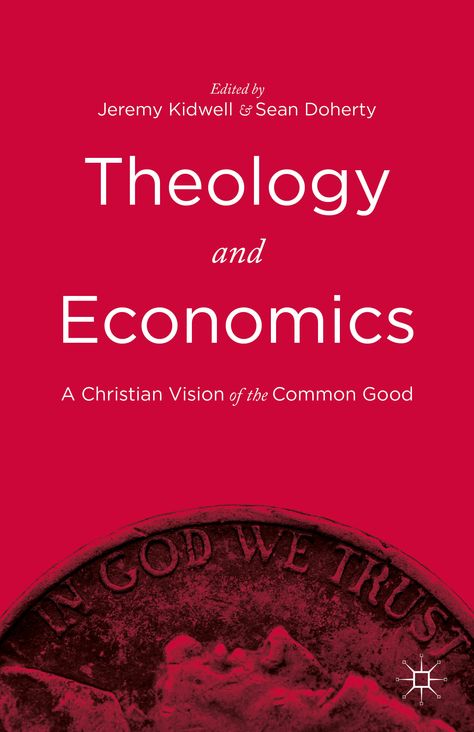 Edited by
Jeremy Kidwell & Sean Doherty
Theology
and
Economics
A Christian Vision of the Common Good
IN GOD WE TRUST